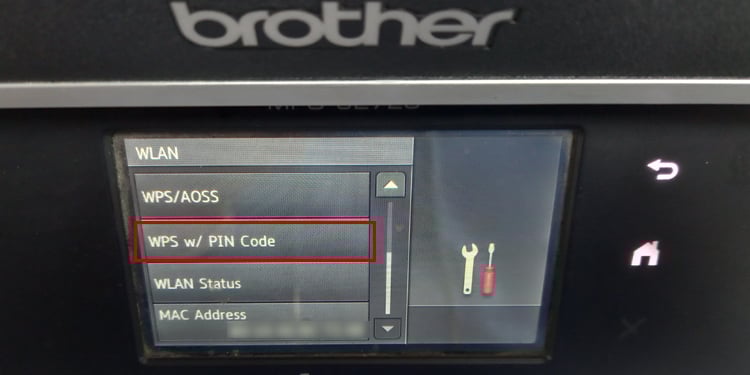 brother
WLAN
WPS/AOSS
WPS w/ PIN Code
WLAN Status
MAC Address